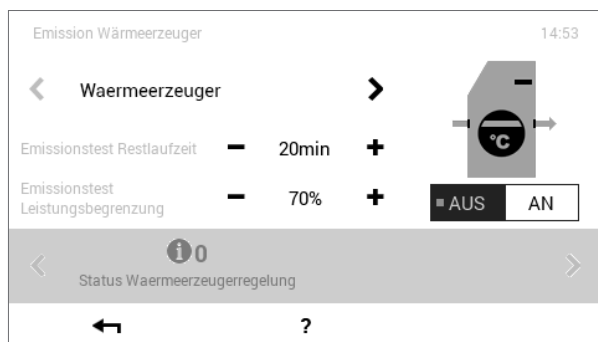 Emission Wärmeerzeuger 14:53
Waermeerzeuger
Emissionstest Restlaufzeit 20min
Emissionstest
Leistungsbegrenzung 70%
°C
AUS AN
0
Status Waermeerzeugerregelung
?